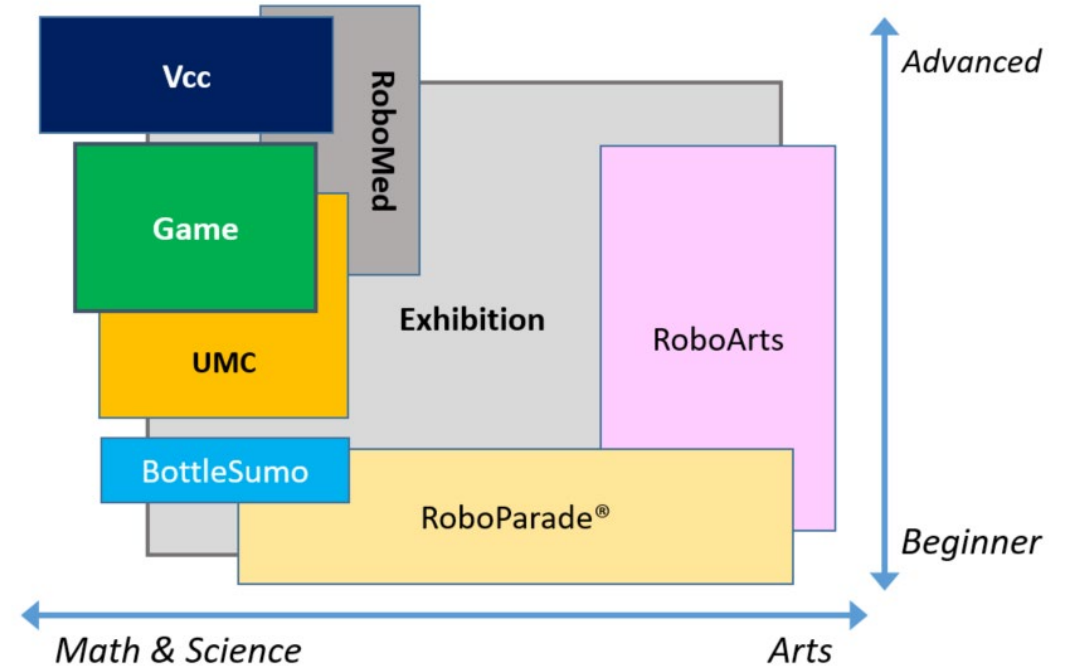 Vcc
RoboMed
Advanced
Game
Exhibition
RoboArts
UMC
BottleSumo
RoboParade®
Beginner
Math & Science
Arts